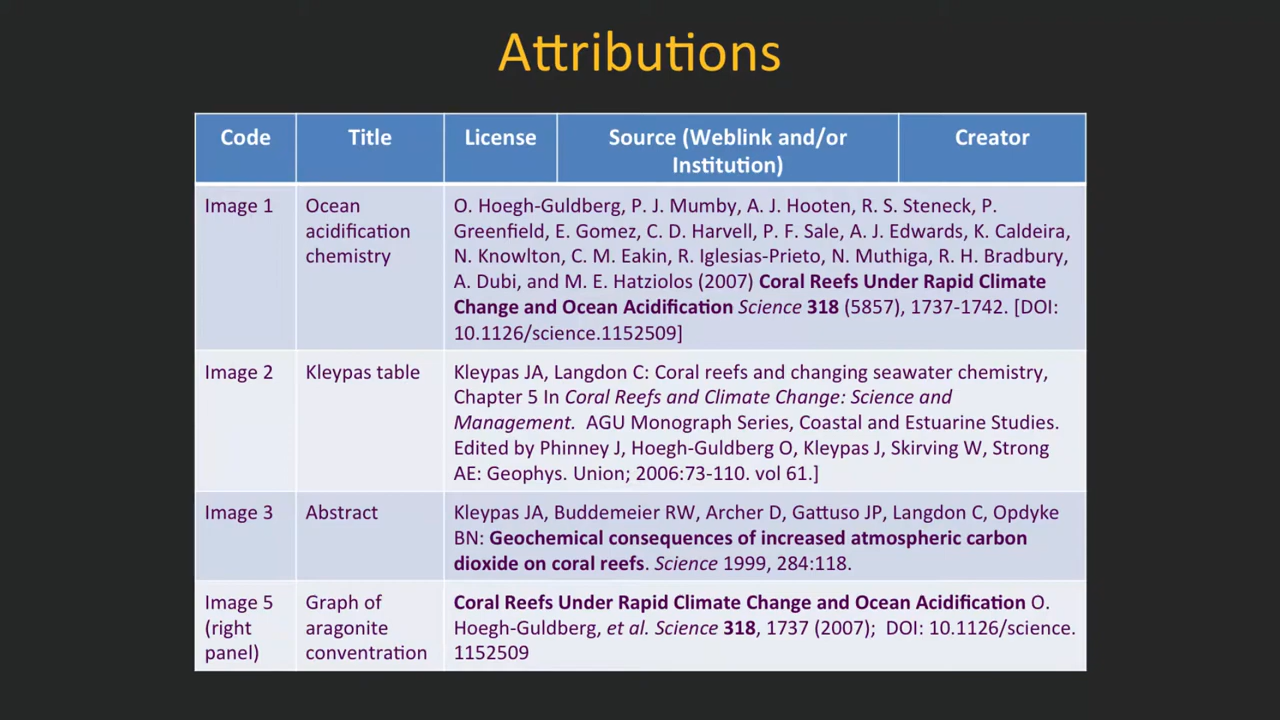 Attributions
Code Title License Source (Weblink and/or Institution) Creator
Image 1
Ocean
acidification
chemistry
O. Hoegh-Guldberg, P. J. Mumby, A. J. Hooten, R. S. Steneck, P.
Greenfield, E. Gomez, C. D. Harvell, P. F. Sale, A. J. Edwards, K. Caldeira,
N. Knowlton, C. M. Eakin, R. Iglesias-Prieto, N. Muthiga, R. H. Bradbury,
A. Dubi, and M. E. Hatziolos (2007) Coral Reefs Under Rapid Climate
Change and Ocean Acidification Science 318 (5857), 1737-1742. [DOI:
10.1126/science.1152509]
Image 2
Kleypas table
Kleypas JA, Langdon C: Coral reefs and changing seawater chemistry,
Chapter 5 In Coral Reefs and Climate Change: Science and
Management. AGU Monograph Series, Coastal and Estuarine Studies.
Edited by Phinney J, Hoegh-Guldberg O, Kleypas J, Skirving W, Strong
AE: Geophys. Union; 2006:73-110. vol 61.]
Image 3
Abstract
Kleypas JA, Buddemeier RW, Archer D, Gattuso JP, Langdon C, Opdyke
BN: Geochemical consequences of increased atmospheric carbon
dioxide on coral reefs. Science 1999, 284:118.
Image 5
(right
panel)
Graph of
aragonite
conventration
Coral Reefs Under Rapid Climate Change and Ocean Acidification O.
Hoegh-Guldberg, et al. Science 318, 1737 (2007); DOI: 10.1126/science.
1152509